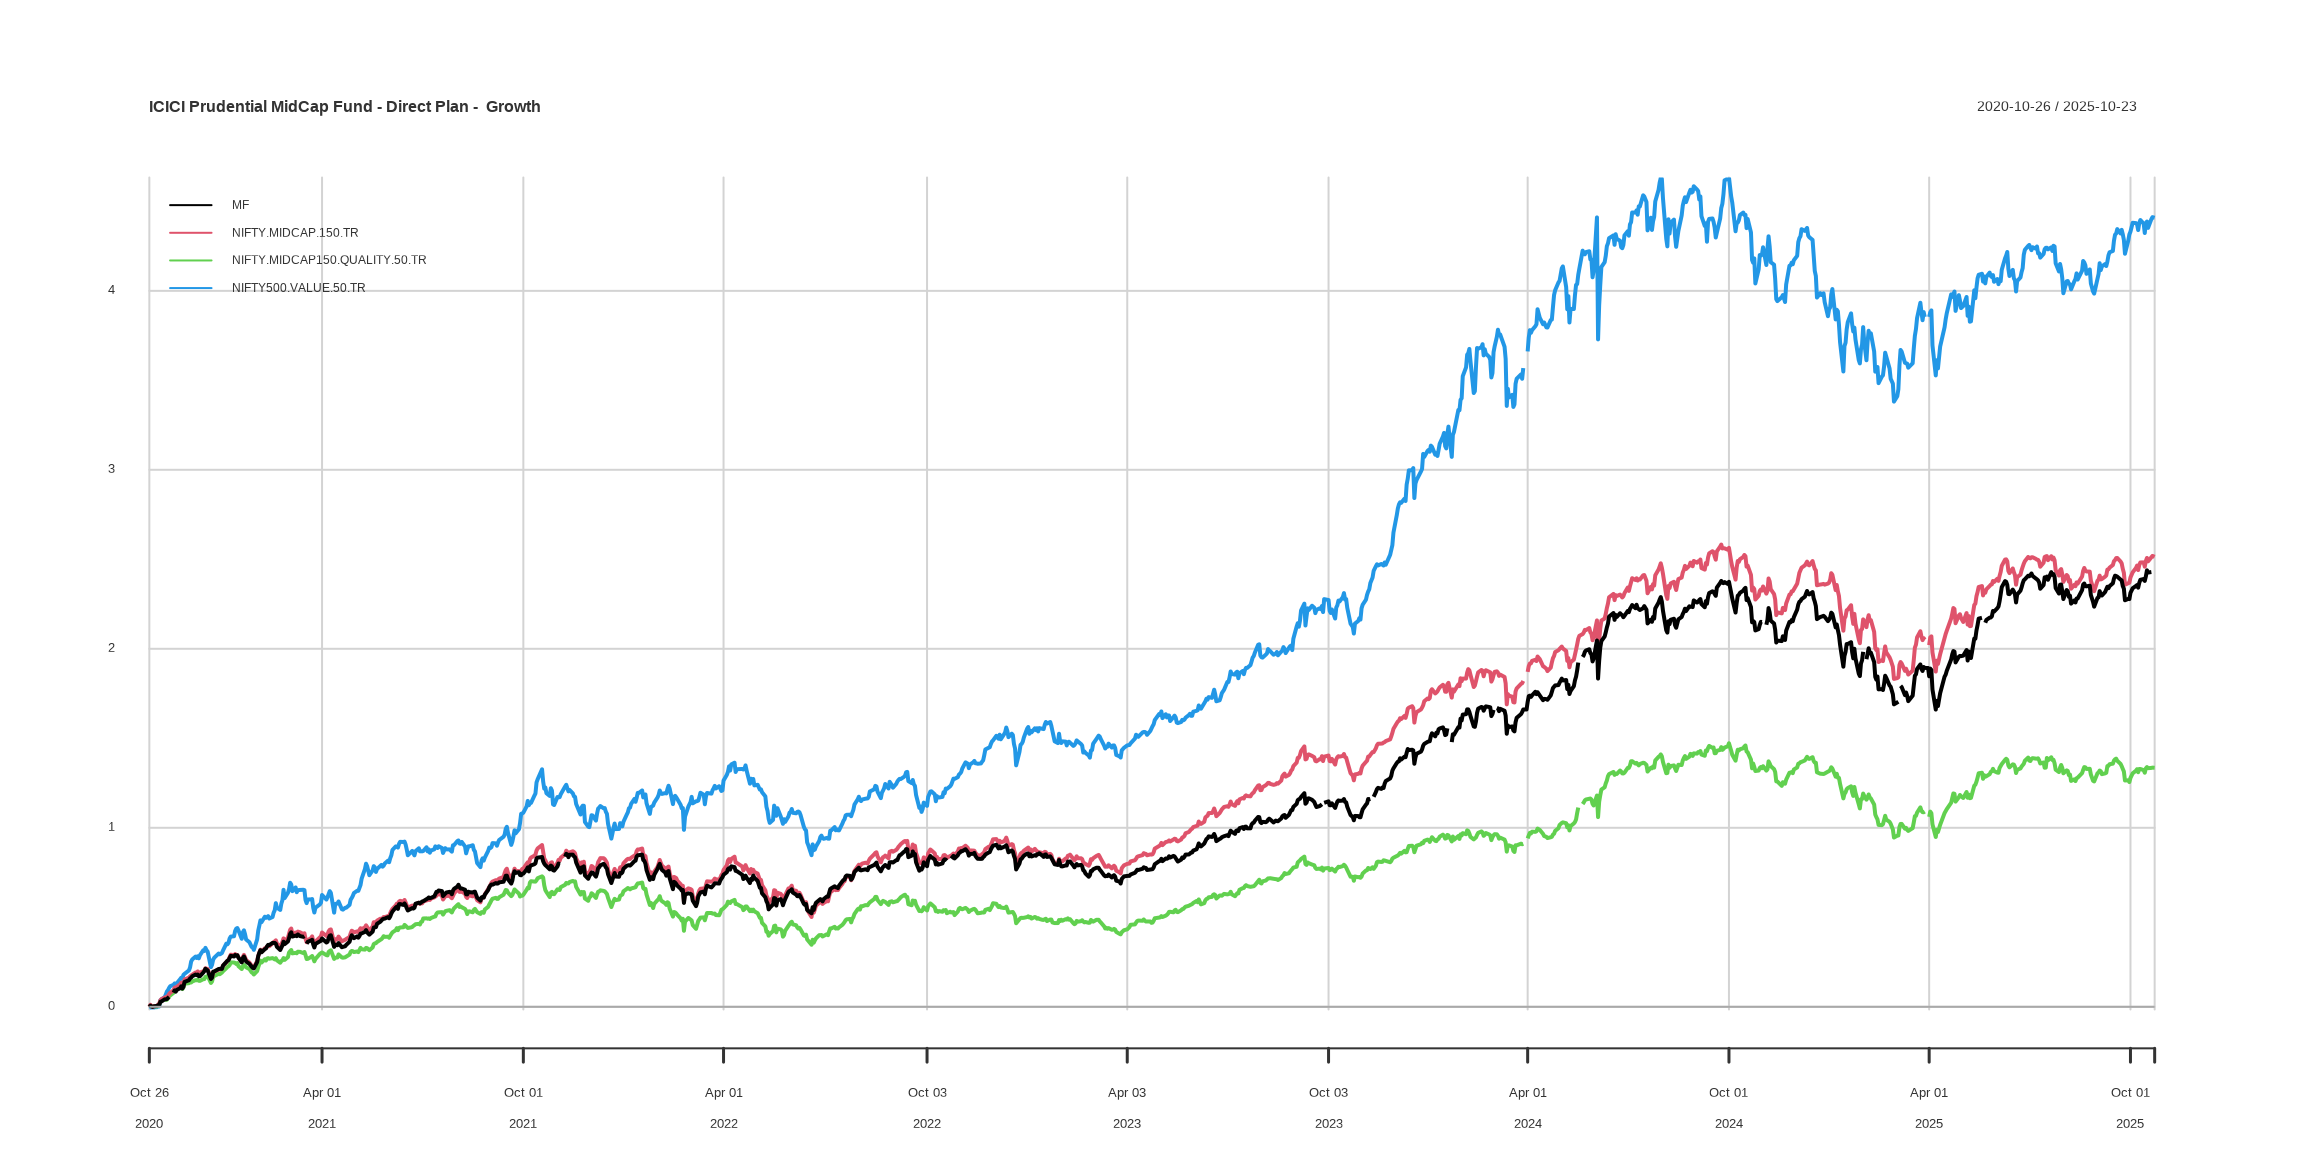 ICICI Prudential MidCap Fund - Direct Plan -  Growth
2020-10-26 / 2025-10-23
MF
NIFTY.MIDCAP.150.TR
NIFTY.MIDCAP150.QUALITY.50.TR
NIFTY500.VALUE.50.TR
4
3
2
1
0
Oct 26 Apr 01 Oct 01 Apr 01 Oct 03 Apr 03 Oct 03 Apr 01 Oct 01 Apr 01 Oct 01
2020 2021 2021 2022 2022 2023 2023 2024 2024 2025 2025